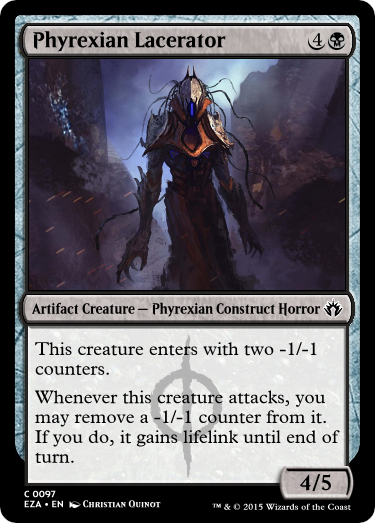 Phyrexian Lacerator 4
Artifact Creature — Phyrexian Construct Horror
This creature enters with two -1/-1
counters.
Whenever this creature attacks, you
may remove a -1/-1 counter from it.
If you do, it gains lifelink until end of
turn.
4/5
C 0097
EZA • EN Christian Quinot
™ & © 2015 Wizards of the Coast